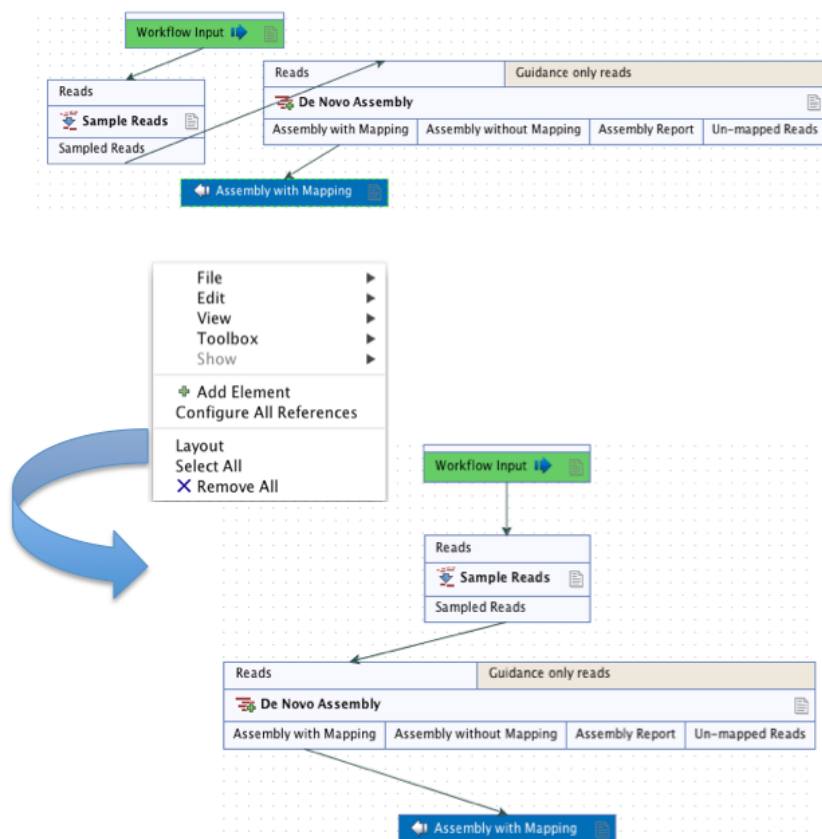 Workflow Input
Reads
Sample Reads
Sampled Reads
Reads Guidance only reads
De Novo Assembly
Assembly with Mapping Assembly without Mapping Assembly Report Un-mapped Reads
Assembly with Mapping
File
Edit
View
Toolbox
Show
Add Element
Configure All References
Layout
Select All
Remove All
Workflow Input
Reads
Sample Reads
Sampled Reads
Reads Guidance only reads
De Novo Assembly
Assembly with Mapping Assembly without Mapping Assembly Report Un-mapped Reads
Assembly with Mapping